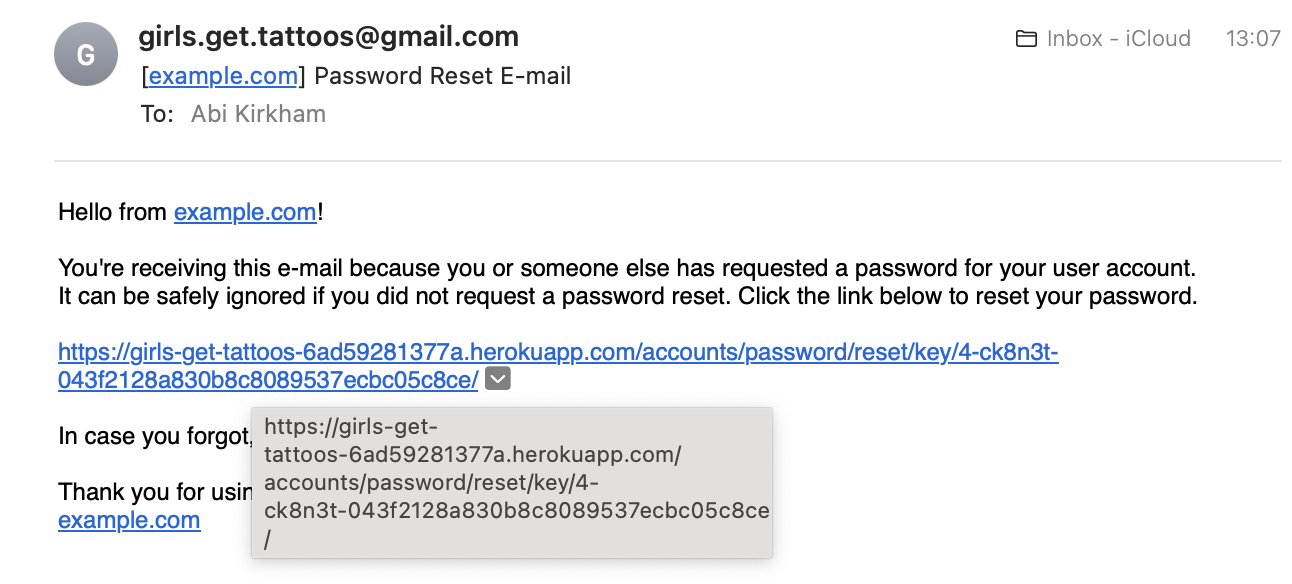 G
girls.get.tattoos@gmail.com
Inbox - iCloud 13:07
[example.com] Password Reset E-mail
To: Abi Kirkham
Hello from example.com!
You're receiving this e-mail because you or someone else has requested a password for your user account.
It can be safely ignored if you did not request a password reset. Click the link below to reset your password.
https://girls-get-tattoos-6ad59281377a.herokuapp.com/accounts/password/reset/key/4-ck8n3t-
043f2128a830b8c8089537ecbc05c8ce/
In case you forgot,
Thank you for usin
example.com
https://girls-get-
tattoos-6ad59281377a.herokuapp.com/
accounts/password/reset/key/4-
ck8n3t-043f2128a830b8c8089537ecbc05c8ce
/